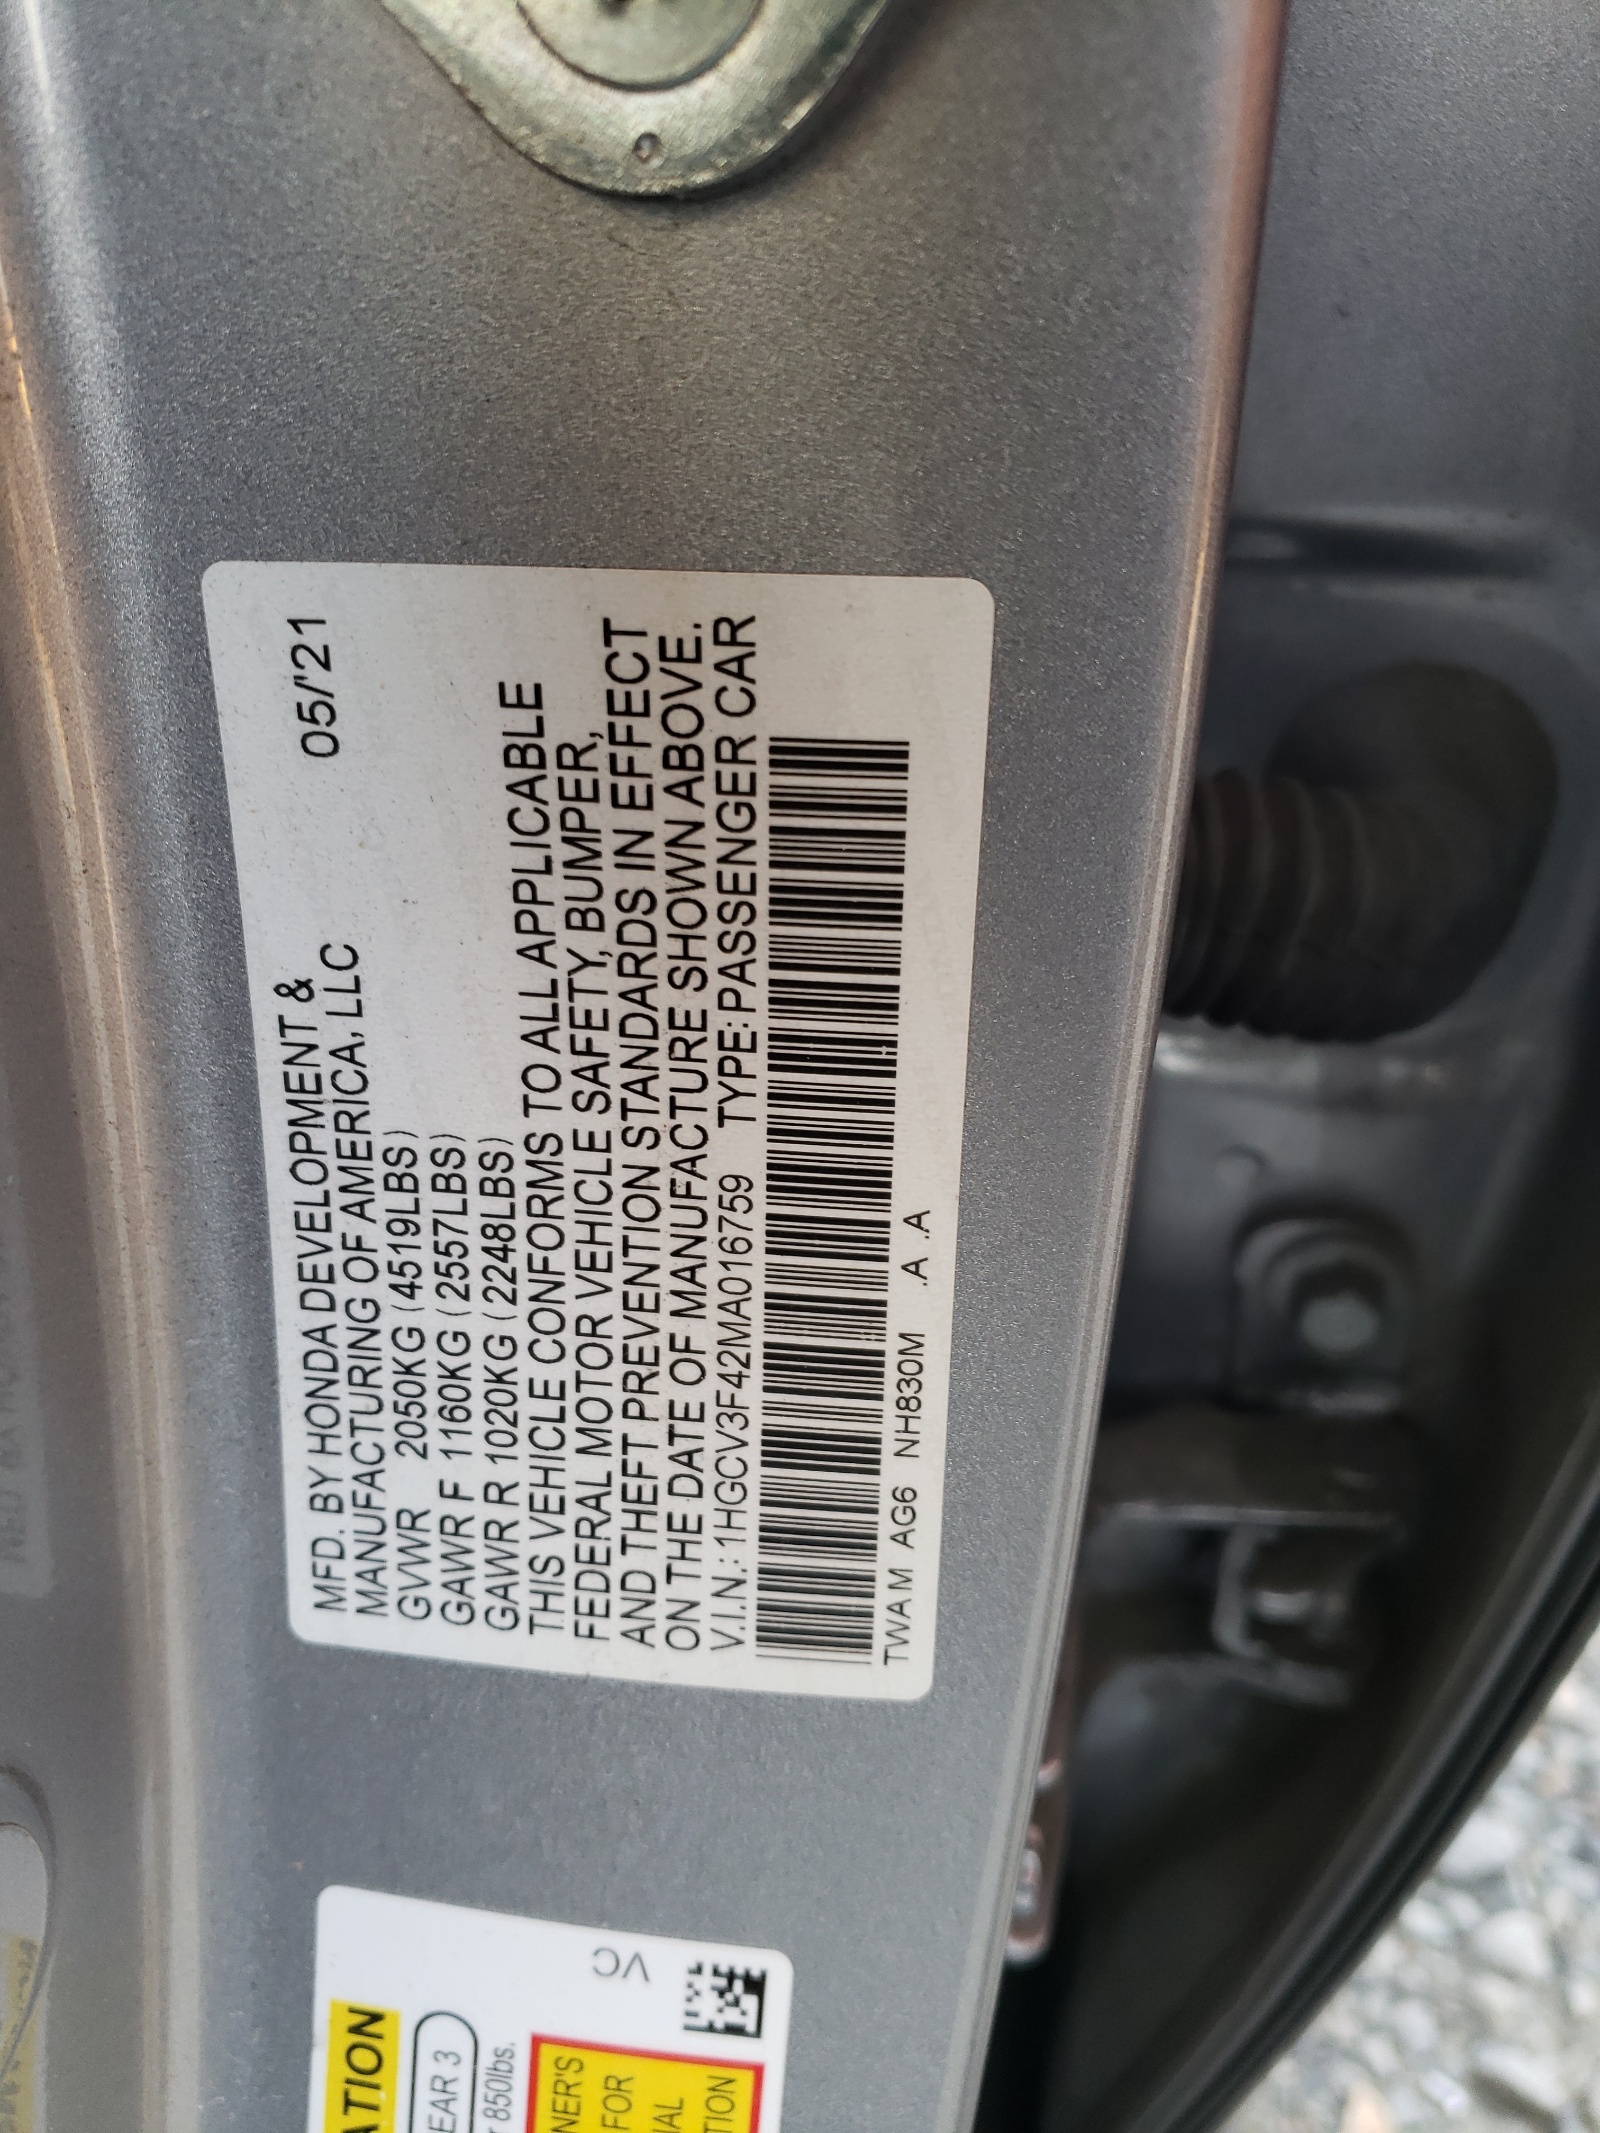 MFD. BY HONDA DEVELOPMENT &
MANUFACTURING OF AMERICA, LLC 05/'21
GVWR 2050KG (4519LBS)
GAWR F 1160KG (2557LBS)
GAWR R 1020KG (2248LBS)
THIS VEHICLE CONFORMS TO ALL APPLICABLE
FEDERAL MOTOR VEHICLE SAFETY, BUMPER,
AND THEFT PREVENTION STANDARDS IN EFFECT
ON THE DATE OF MANUFACTURE SHOWN ABOVE.
V.I.N.: 1HGCV3F42MA016759 TYPE: PASSENGER CAR
TWAM AG6 NH830M .A .A
ATION
EAR 3
850lbs.
NER'S
FOR
IAL
TION
VC